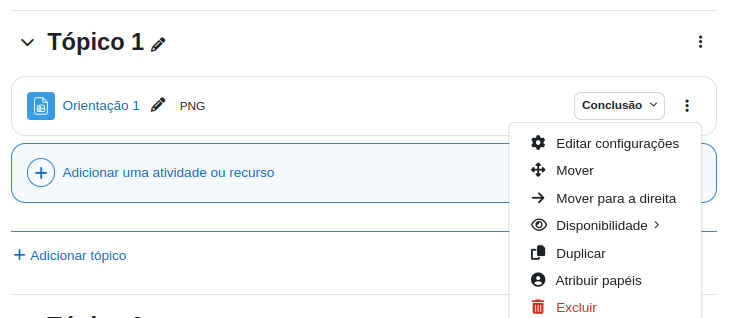 Tópico 1
Orientação 1
PNG
Conclusão
Editar configurações
Mover
Mover para a direita
Disponibilidade
Duplicar
Atribuir papéis
Excluir
Adicionar uma atividade ou recurso
Adicionar tópico